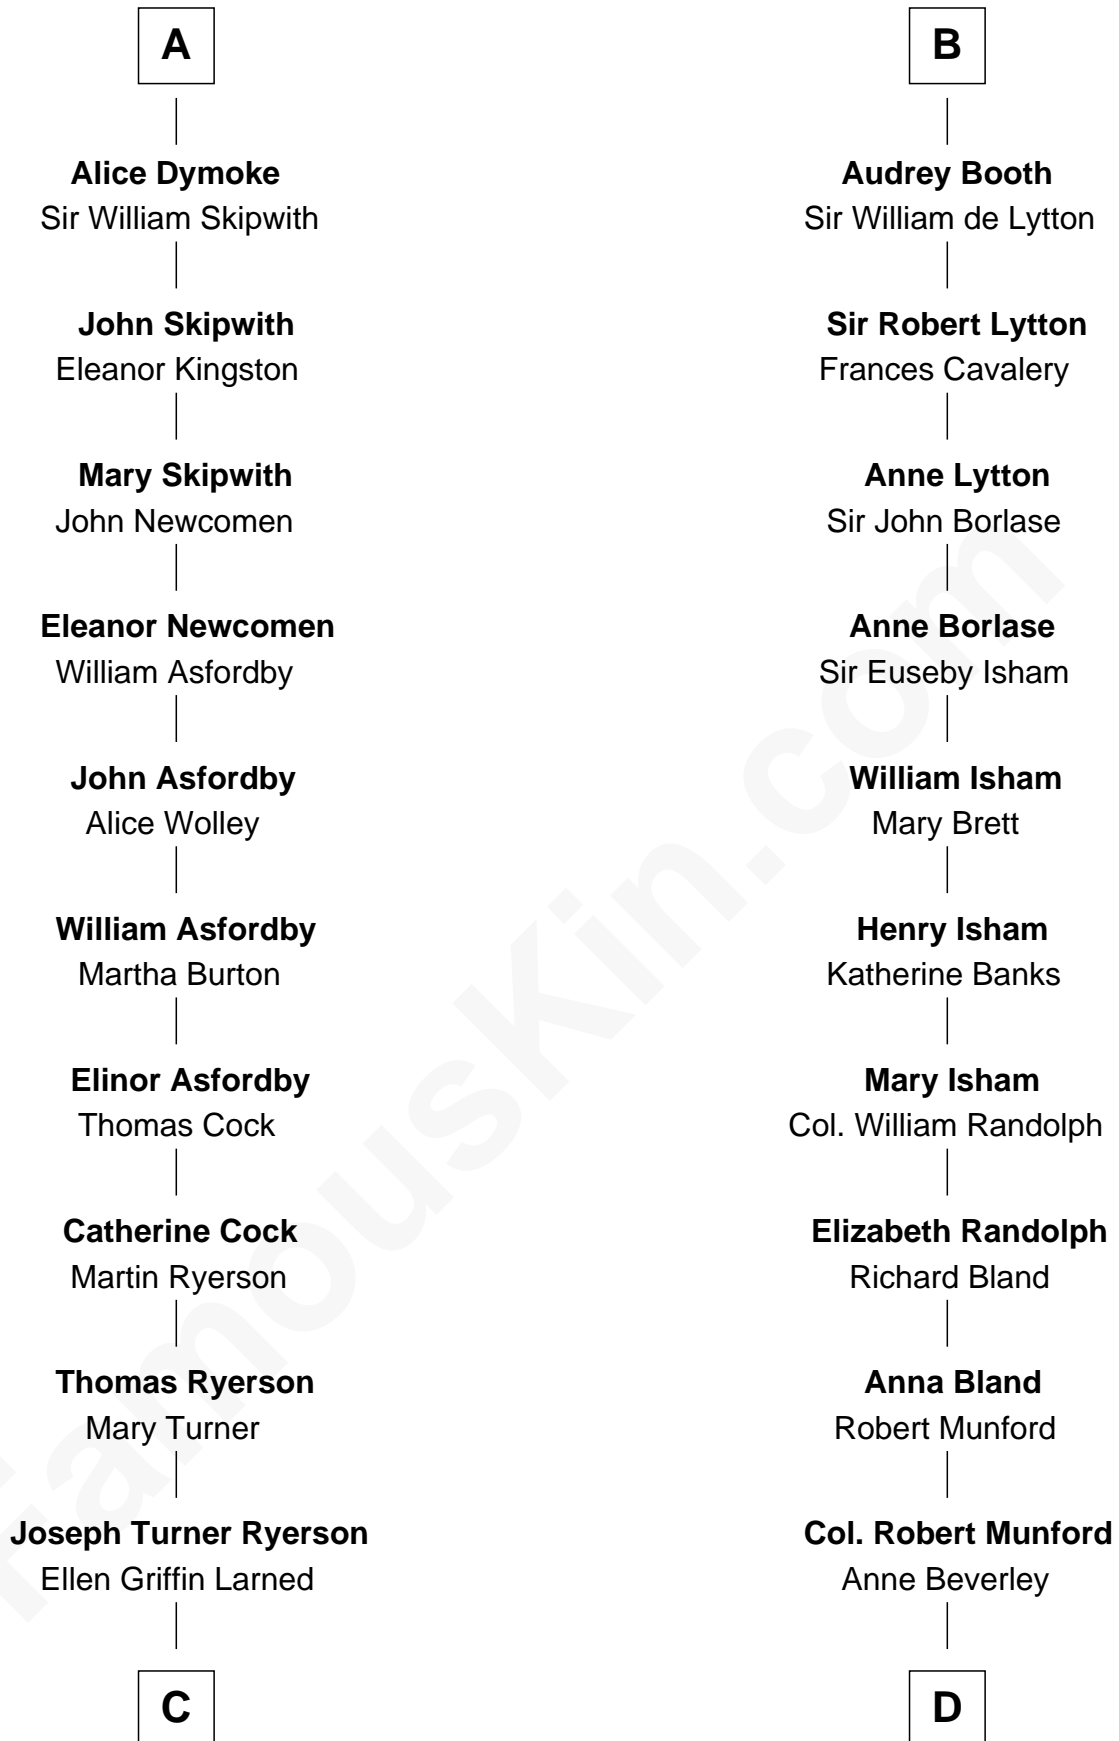 A
Alice Dymoke
Sir William Skipwith
John Skipwith
Eleanor Kingston
Mary Skipwith
John Newcomen
Eleanor Newcomen
William Asfordby
John Asfordby
Alice Wolley
William Asfordby
Martha Burton
Elinor Asfordby
Thomas Cock
Catherine Cock
Martin Ryerson
Thomas Ryerson
Mary Turner
Joseph Turner Ryerson
Ellen Griffin Larned
C
B
Audrey Booth
Sir William de Lytton
Sir Robert Lytton
Frances Cavalery
Anne Lytton
Sir John Borlase
Anne Borlase
Sir Euseby Isham
William Isham
Mary Brett
Henry Isham
Katherine Banks
Mary Isham
Col. William Randolph
Elizabeth Randolph
Richard Bland
Anna Bland
Robert Munford
Col. Robert Munford
Anne Beverley
D
FamousKin.com